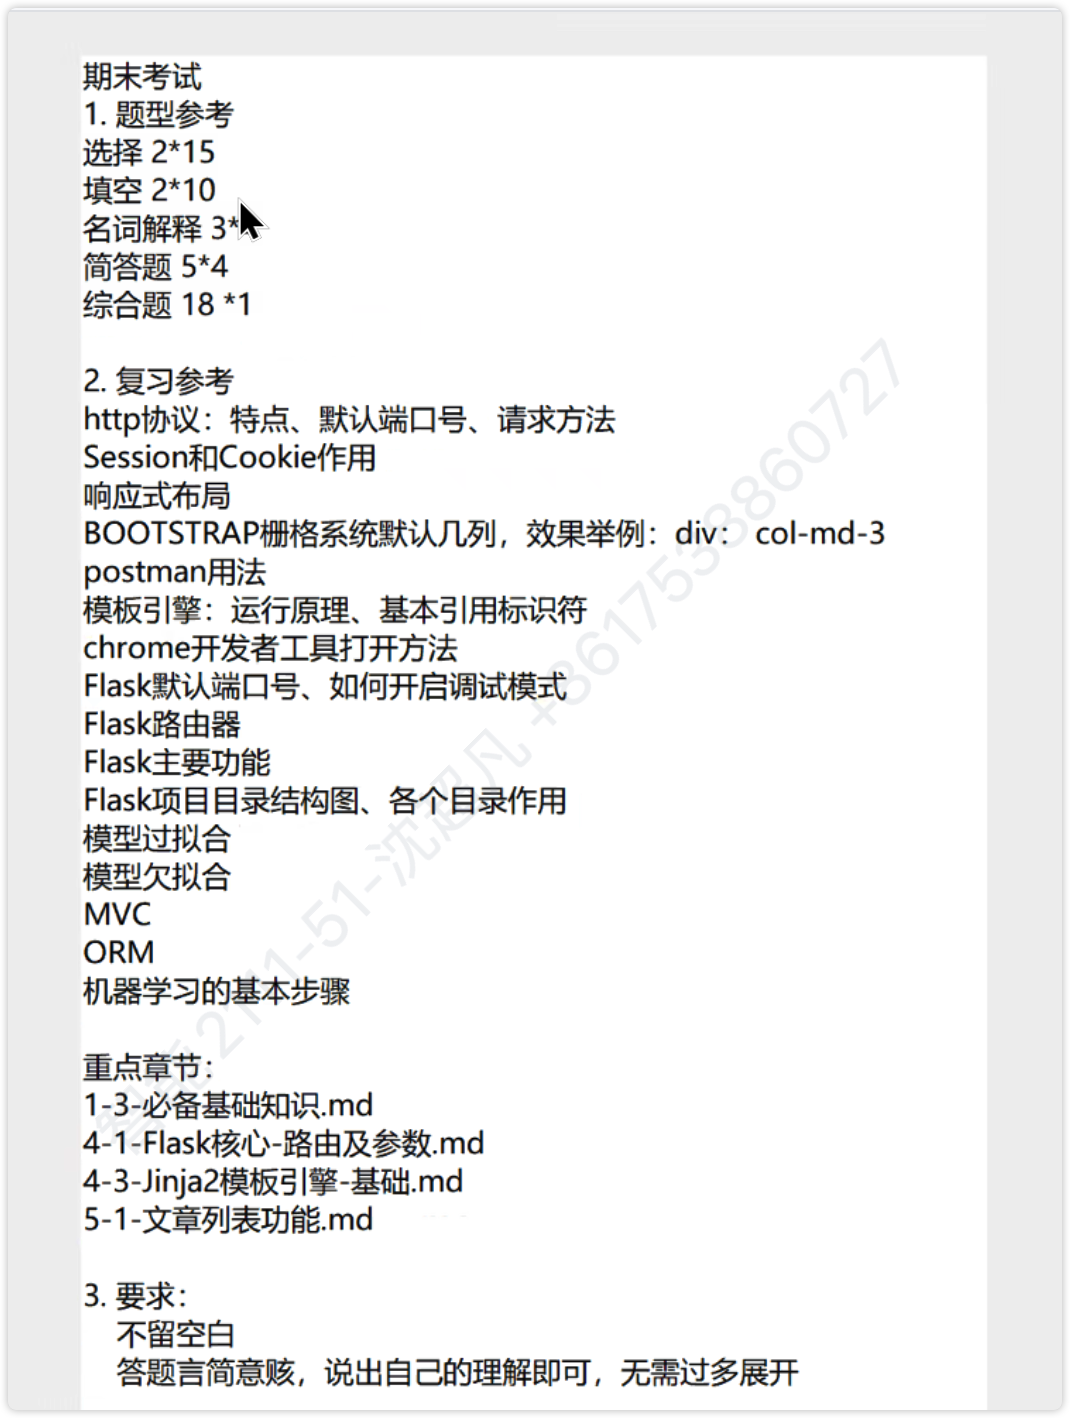 期末考试
1. 题型参考
选择 2*15
填空 2*10
名词解释 3*
简答题 5*4
综合题 18 *1
2. 复习参考
http协议：特点、默认端口号、请求方法
Session和Cookie作用
响应式布局
BOOTSTRAP栅格系统默认几列，效果举例：div： col-md-3
postman用法
模板引擎：运行原理、基本引用标识符
chrome开发者工具打开方法
Flask默认端口号、如何开启调试模式
Flask路由器
Flask主要功能
Flask项目目录结构图、各个目录作用
模型过拟合
模型欠拟合
MVC
ORM
机器学习的基本步骤
重点章节：
1-3-必备基础知识.md
4-1-Flask核心-路由及参数.md
4-3-Jinja2模板引擎-基础.md
5-1-文章列表功能.md
3. 要求：
不留空白
答题言简意赅，说出自己的理解即可，无需过多展开
智能2111-51-沈超凡 +8617538860727